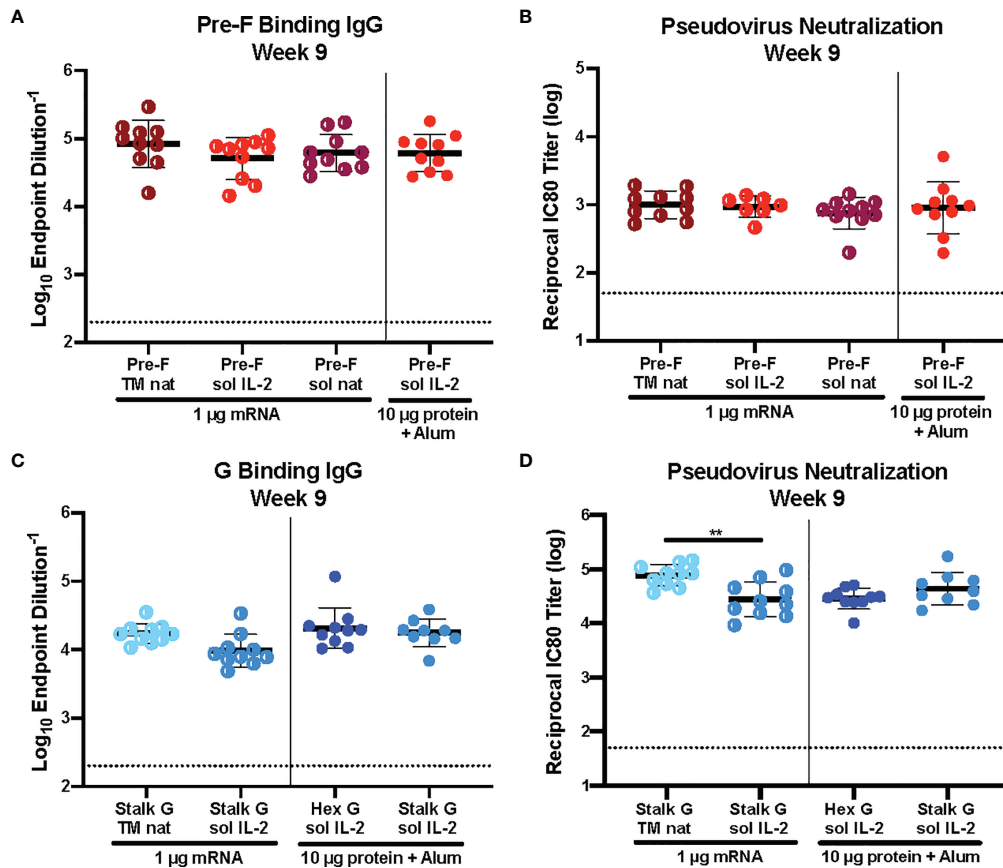 A
Pre-F Binding IgG
Week 9
Log10 Endpoint Dilution-1
6
5
4
3
2
Pre-F
TM nat
Pre-F
sol IL-2
Pre-F
sol nat
Pre-F
sol IL-2
1 µg mRNA
10 µg protein
+ Alum
B
Pseudovirus Neutralization
Week 9
Reciprocal IC80 Titer (log)
5
4
3
2
1
Pre-F
TM nat
Pre-F
sol IL-2
Pre-F
sol nat
Pre-F
sol IL-2
1 µg mRNA
10 µg protein
+ Alum
C
G Binding IgG
Week 9
Log10 Endpoint Dilution-1
6
5
4
3
2
Stalk G
TM nat
Stalk G
sol IL-2
Hex G
sol IL-2
Stalk G
sol IL-2
1 µg mRNA
10 µg protein + Alum
D
Pseudovirus Neutralization
Week 9
Reciprocal IC80 Titer (log)
6
5
4
3
2
1
**
Stalk G
TM nat
Stalk G
sol IL-2
Hex G
sol IL-2
Stalk G
sol IL-2
1 µg mRNA
10 µg protein + Alum